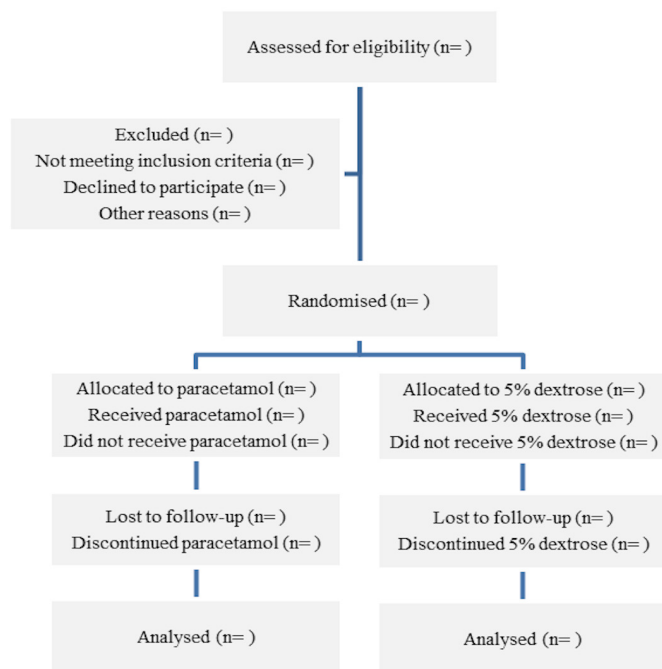 Assessed for eligibility (n= )
Excluded (n= )
Not meeting inclusion criteria (n= )
Declined to participate (n= )
Other reasons (n= )
Randomised (n= )
Allocated to paracetamol (n= )
Received paracetamol (n= )
Did not receive paracetamol (n= )
Allocated to 5% dextrose (n= )
Received 5% dextrose (n= )
Did not receive 5% dextrose (n= )
Lost to follow-up (n= )
Discontinued paracetamol (n= )
Lost to follow-up (n= )
Discontinued 5% dextrose (n= )
Analysed (n= )
Analysed (n= )